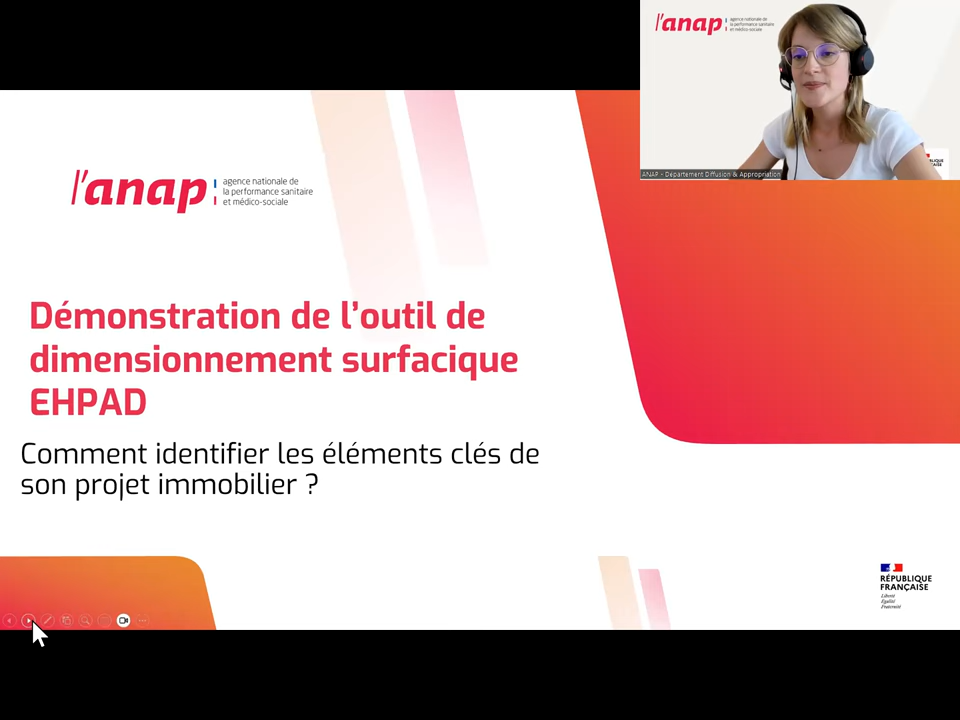 l'anap
agence nationale de
la performance sanitaire
et médico-sociale
ANAP - Département Diffusion & Appropriation
l'anap
agence nationale de
la performance sanitaire
et médico-sociale
Démonstration de l’outil de
dimensionnement surfacique
EHPAD
Comment identifier les éléments clés de
son projet immobilier ?
RÉPUBLIQUE
FRANÇAISE
Liberté
Égalité
Fraternité